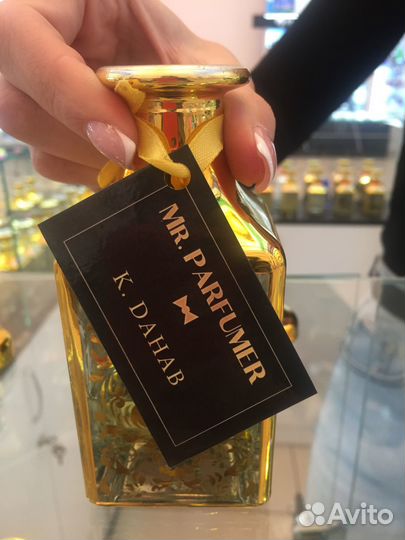 MR. PARFUMER
K. DAHAB
Avito